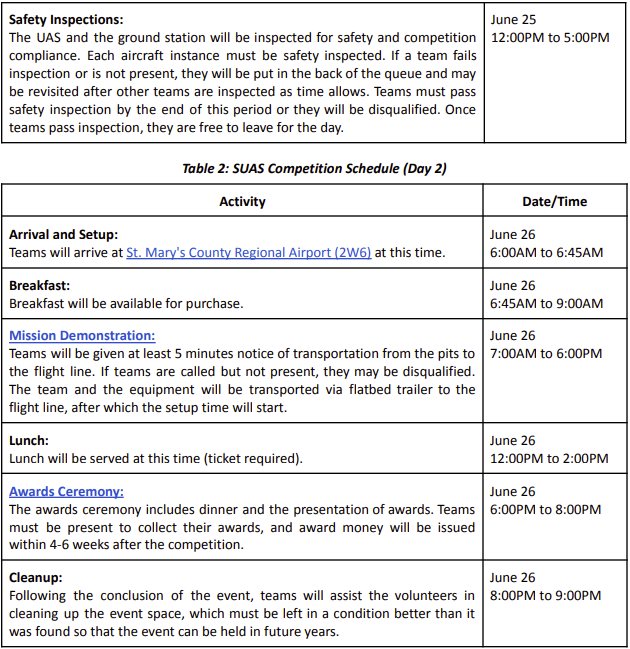 Safety Inspections:
The UAS and the ground station will be inspected for safety and competition
compliance. Each aircraft instance must be safety inspected. If a team fails
inspection or is not present, they will be put in the back of the queue and may
be revisited after other teams are inspected as time allows. Teams must pass
safety inspection by the end of this period or they will be disqualified. Once
teams pass inspection, they are free to leave for the day.
June 25
12:00PM to 5:00PM
Table 2: SUAS Competition Schedule (Day 2)
Activity
Date/Time
Arrival and Setup:
Teams will arrive at St. Mary's County Regional Airport (2W6) at this time.
June 26
6:00AM to 6:45AM
Breakfast:
Breakfast will be available for purchase.
June 26
6:45AM to 9:00AM
Mission Demonstration:
Teams will be given at least 5 minutes notice of transportation from the pits to
the flight line. If teams are called but not present, they may be disqualified.
The team and the equipment will be transported via flatbed trailer to the
flight line, after which the setup time will start.
June 26
7:00AM to 6:00PM
Lunch:
Lunch will be served at this time (ticket required).
June 26
12:00PM to 2:00PM
Awards Ceremony:
The awards ceremony includes dinner and the presentation of awards. Teams
must be present to collect their awards, and award money will be issued
within 4-6 weeks after the competition.
June 26
6:00PM to 8:00PM
Cleanup:
Following the conclusion of the event, teams will assist the volunteers in
cleaning up the event space, which must be left in a condition better than it
was found so that the event can be held in future years.
June 26
8:00PM to 9:00PM